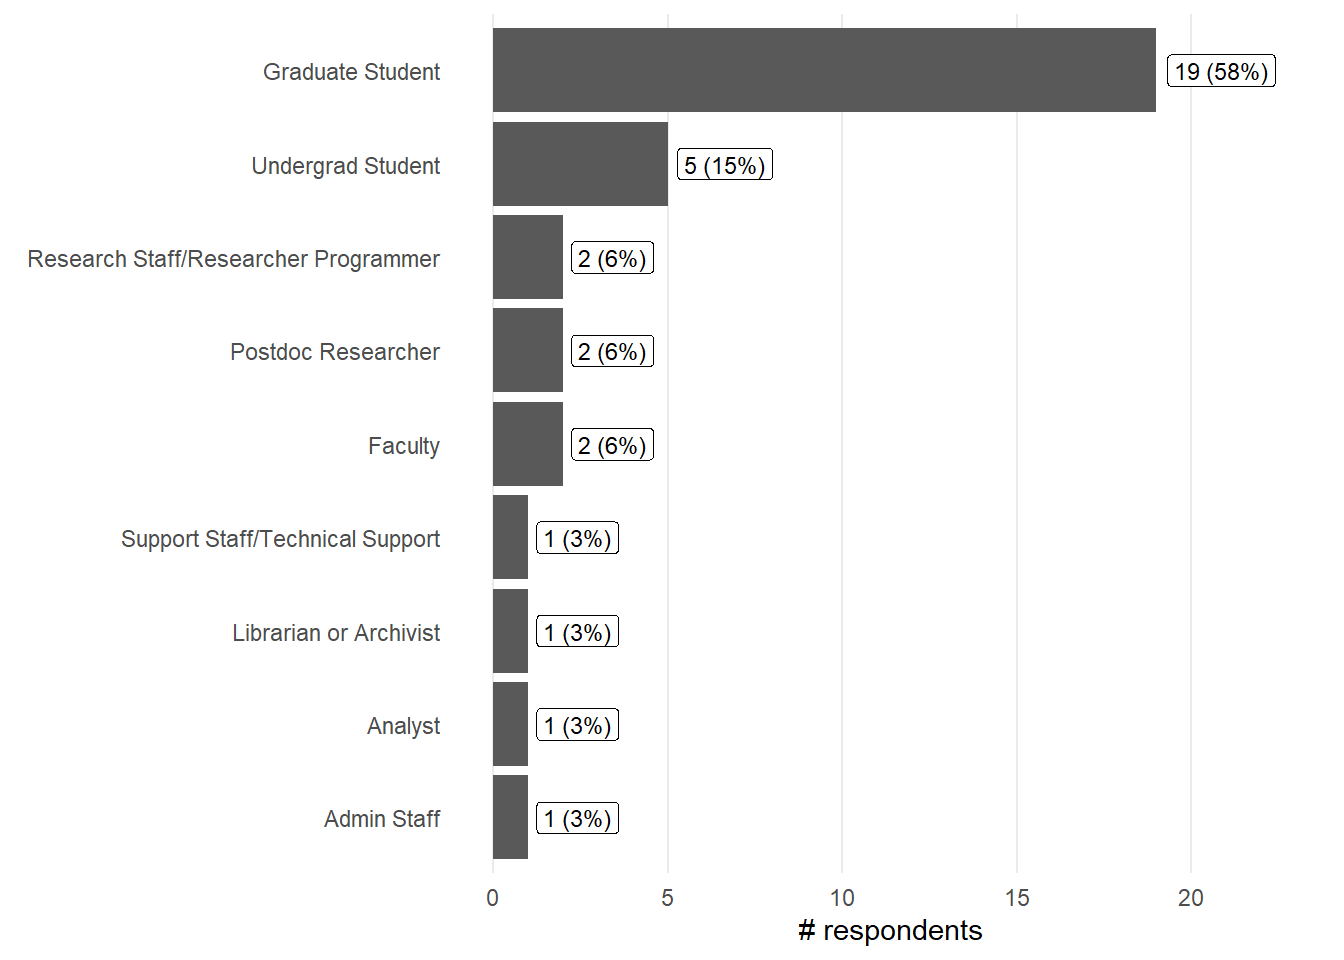 Graduate Student 19 (58%)
Undergrad Student 5 (15%)
Research Staff/Researcher Programmer 2 (6%)
Postdoc Researcher 2 (6%)
Faculty 2 (6%)
Support Staff/Technical Support 1 (3%)
Librarian or Archivist 1 (3%)
Analyst 1 (3%)
Admin Staff 1 (3%)
0 5 10 15 20
# respondents